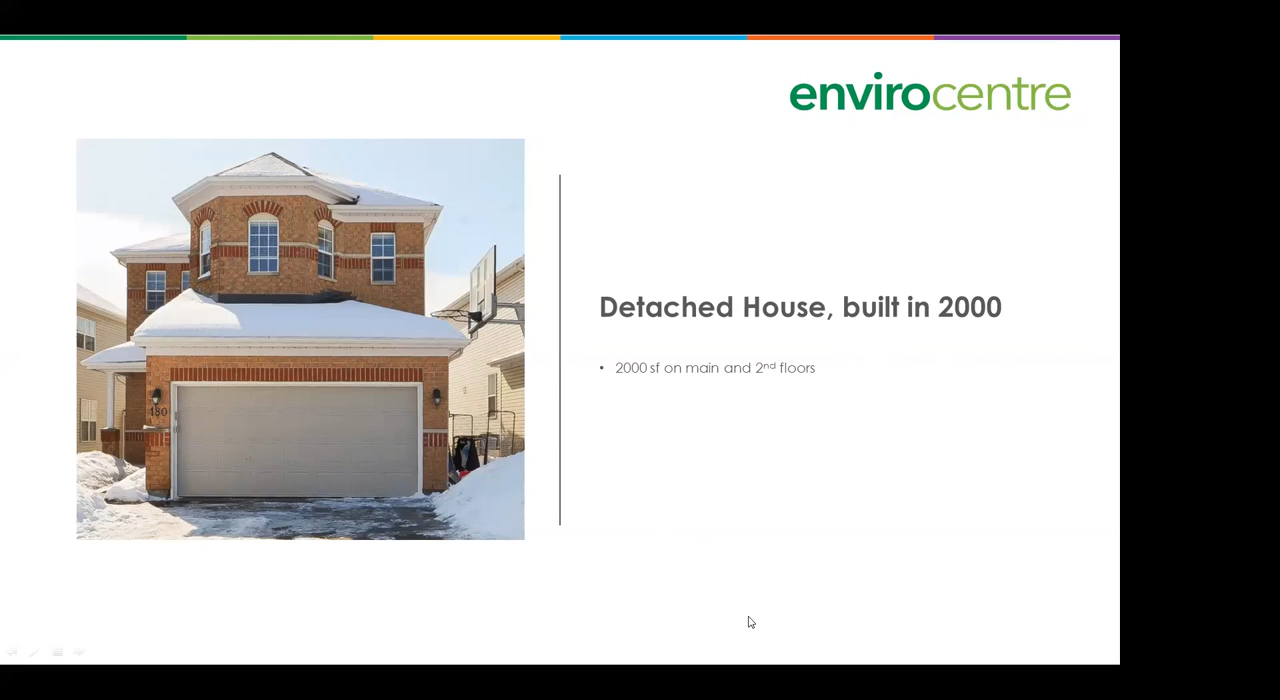 envirocentre
Detached House, built in 2000
• 2000 sf on main and 2nd floors
180